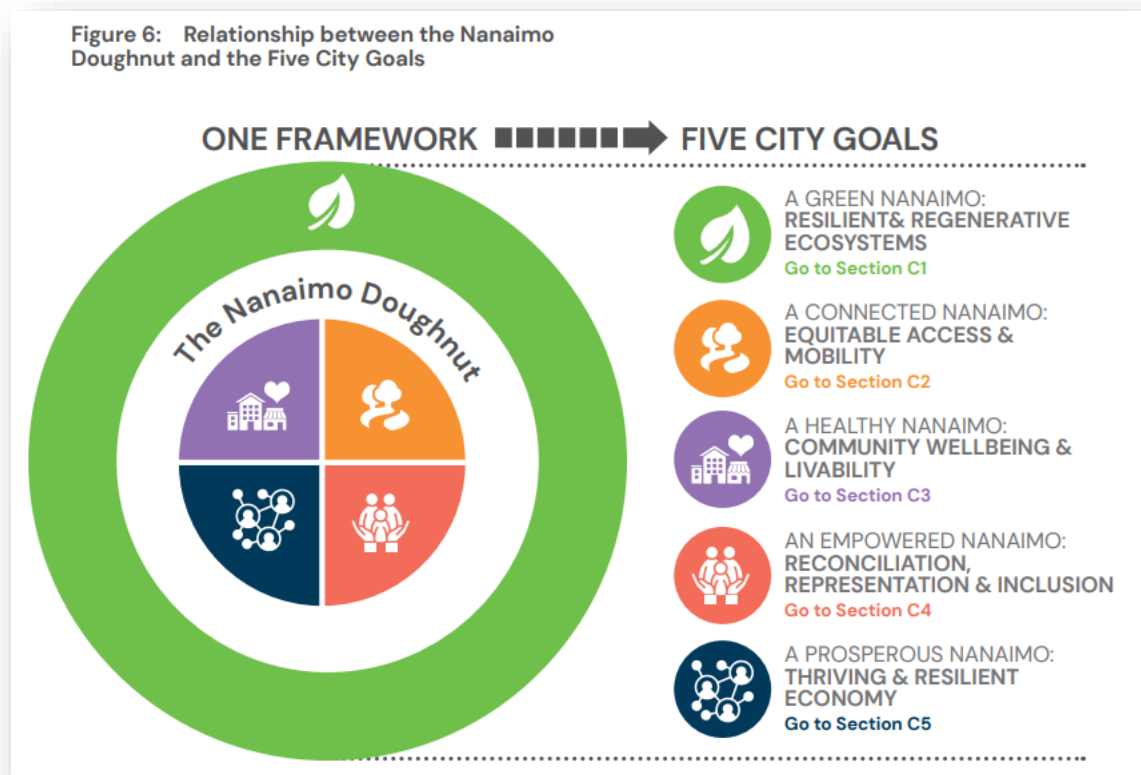 Figure 6: Relationship between the Nanaimo
Doughnut and the Five City Goals
ONE FRAMEWORK
FIVE CITY GOALS
The Nanaimo Doughnut
A GREEN NANAIMO:
RESILIENT& REGENERATIVE
ECOSYSTEMS
Go to Section C1
A CONNECTED NANAIMO:
EQUITABLE ACCESS &
MOBILITY
Go to Section C2
A HEALTHY NANAIMO:
COMMUNITY WELLBEING &
LIVABILITY
Go to Section C3
AN EMPOWERED NANAIMO:
RECONCILIATION,
REPRESENTATION & INCLUSION
Go to Section C4
A PROSPEROUS NANAIMO:
THRIVING & RESILIENT
ECONOMY
Go to Section C5